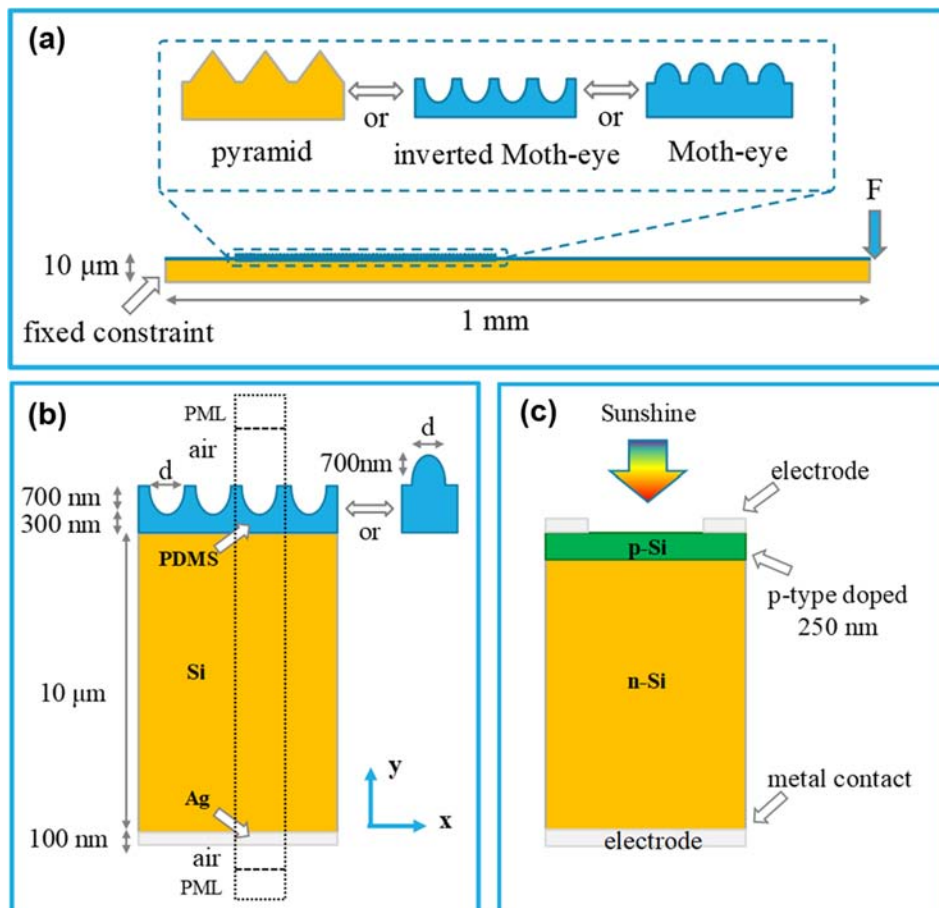 (a)
pyramid
or
inverted Moth-eye
or
Moth-eye
F
10 μm
fixed constraint
1 mm
(b)
PML
air
d
d
700nm
700 nm
300 nm
or
PDMS
Si
10 μm
y
x
Ag
100 nm
air
PML
(c)
Sunshine
electrode
p-Si
p-type doped
250 nm
n-Si
metal contact
electrode